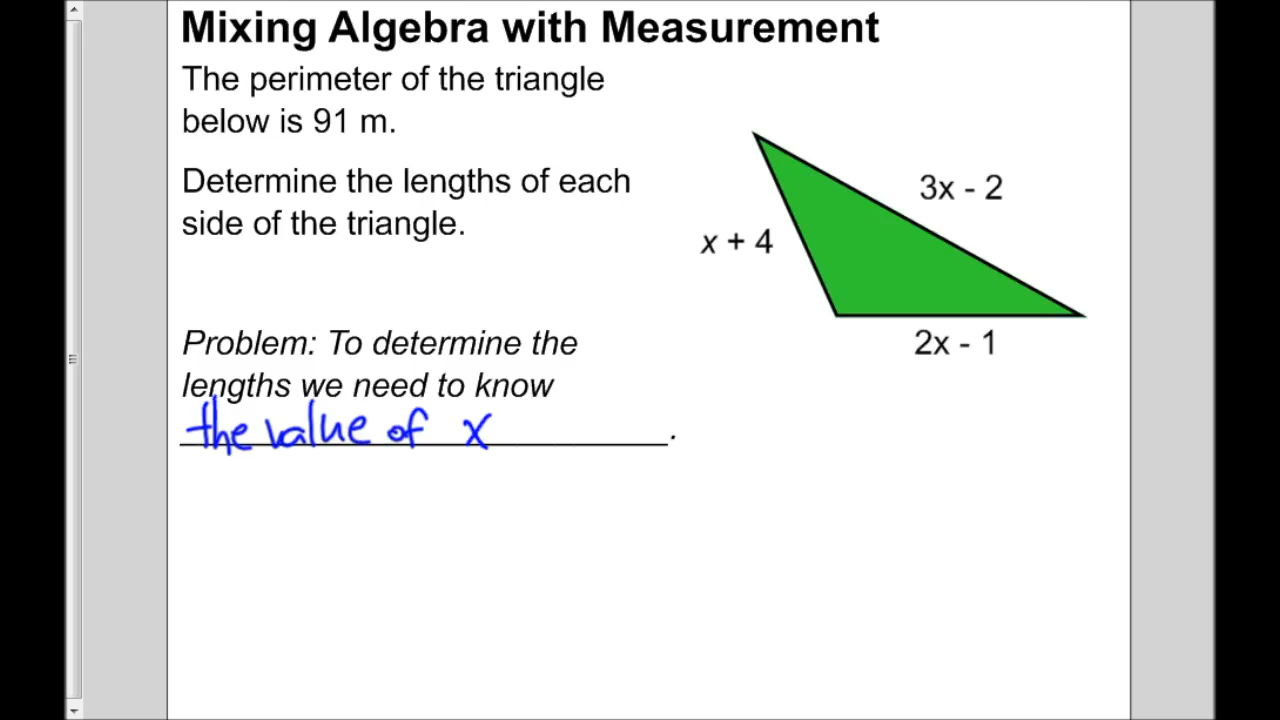 Mixing Algebra with Measurement
The perimeter of the triangle
below is 91 m.
Determine the lengths of each
side of the triangle.
3x - 2
x + 4
2x - 1
Problem: To determine the
lengths we need to know
the value of x .